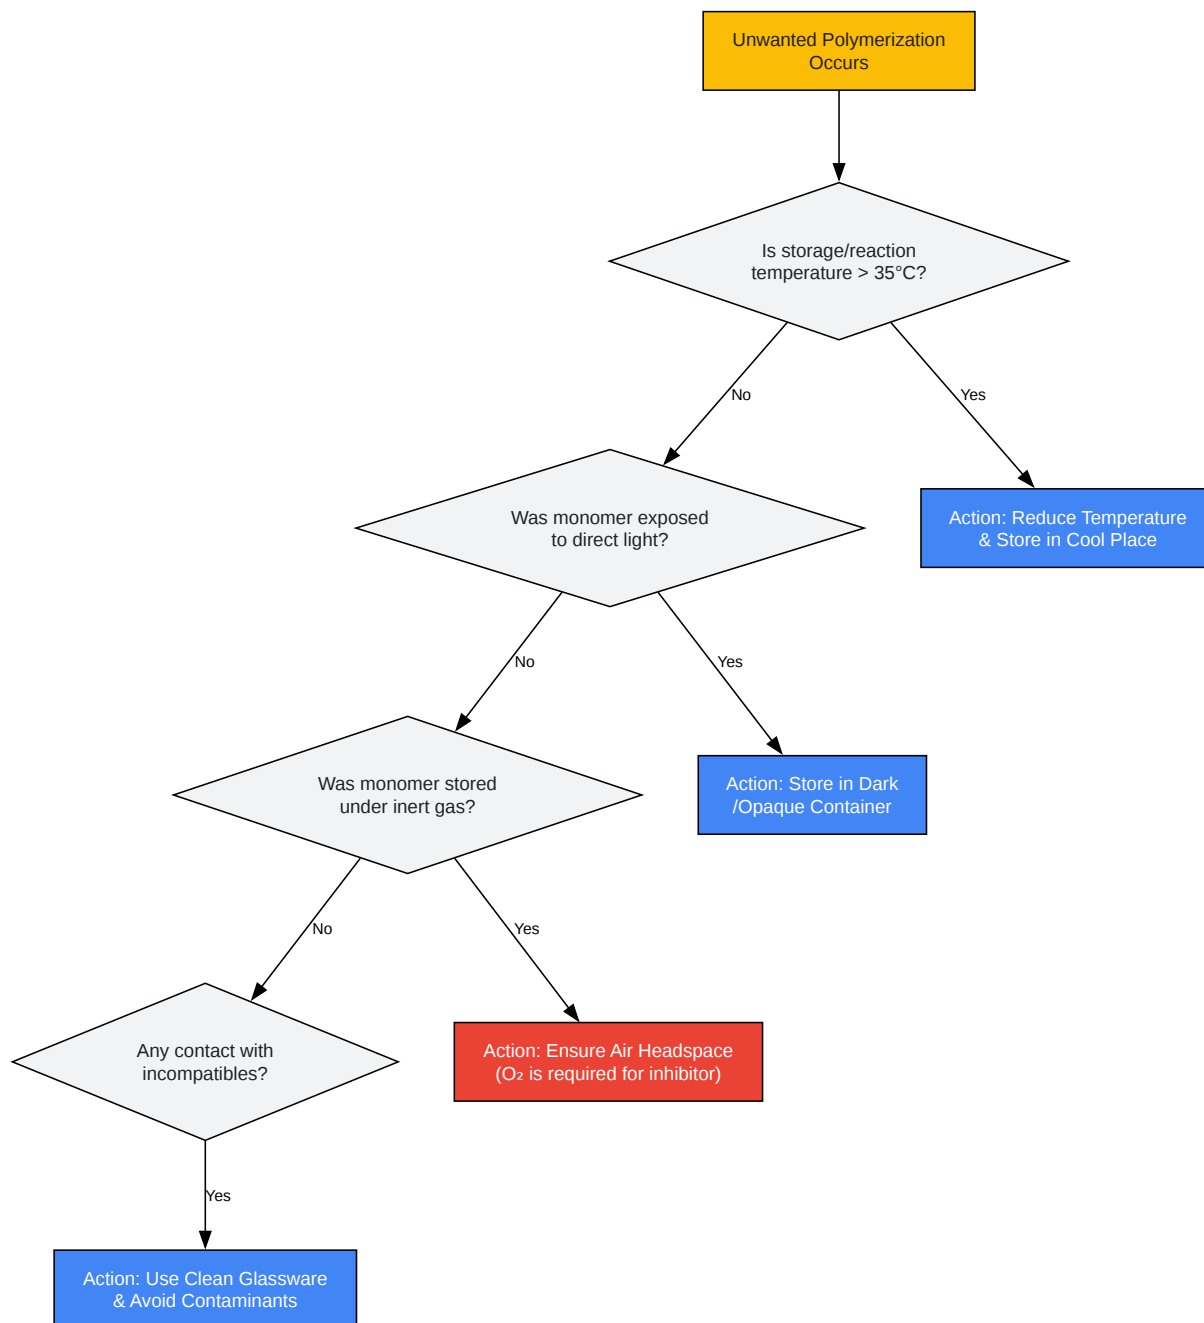 Unwanted Polymerization
Occurs
Is storage/reaction
temperature > 35°C?
No
Yes
Was monomer exposed
to direct light?
Action: Reduce Temperature
& Store in Cool Place
No
Yes
Was monomer stored
under inert gas?
Action: Store in Dark
/Opaque Container
No
Yes
Any contact with
incompatibles?
Action: Ensure Air Headspace
(O₂ is required for inhibitor)
Yes
Action: Use Clean Glassware
& Avoid Contaminants